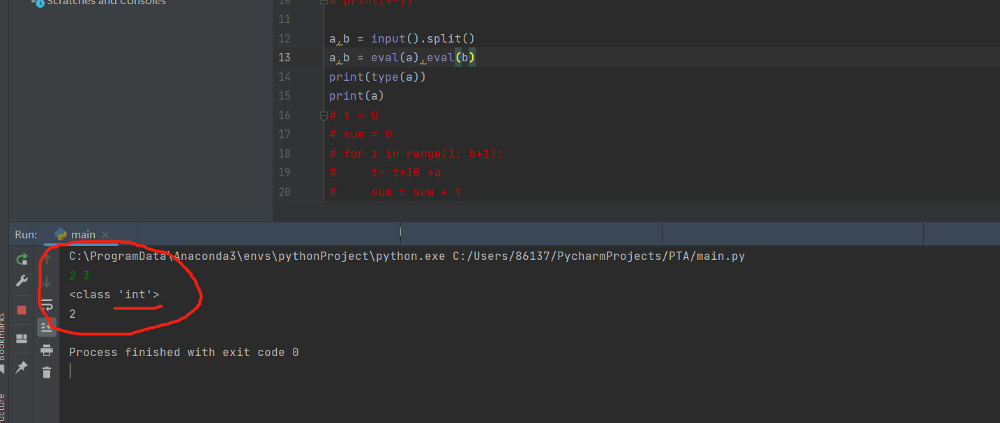 Scratches and Consoles
10 # print(x-y)
11
12 a,b = input().split()
13 a,b = eval(a),eval(b)
14 print(type(a))
15 print(a)
16 # t = 0
17 # sum = 0
18 # for i in range(1, b+1):
19 #     t= t*10 +a
20 #     sum = sum + t
Run: main
C:\ProgramData\Anaconda3\envs\pythonProject\python.exe C:/Users/86137/PycharmProjects/PTA/main.py
2 3
<class 'int'>
2
Process finished with exit code 0
Bookmarks